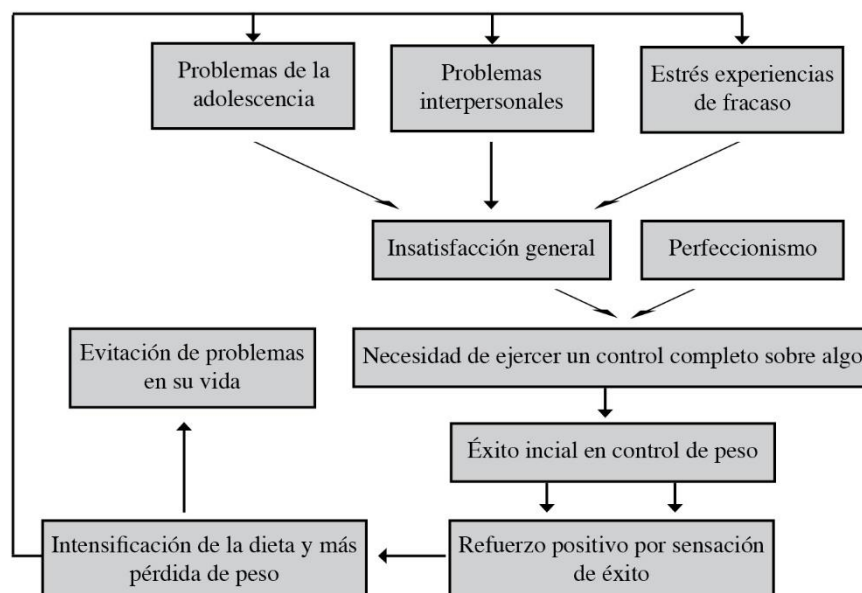 Problemas de la
adolescencia
Problemas
interpersonales
Estrés experiencias
de fracaso
Insatisfacción general
Perfeccionismo
Necesidad de ejercer un control completo sobre algo
Evitación de problemas
en su vida
Éxito incial en control de peso
Intensificación de la dieta y más
pérdida de peso
Refuerzo positivo por sensación
de éxito